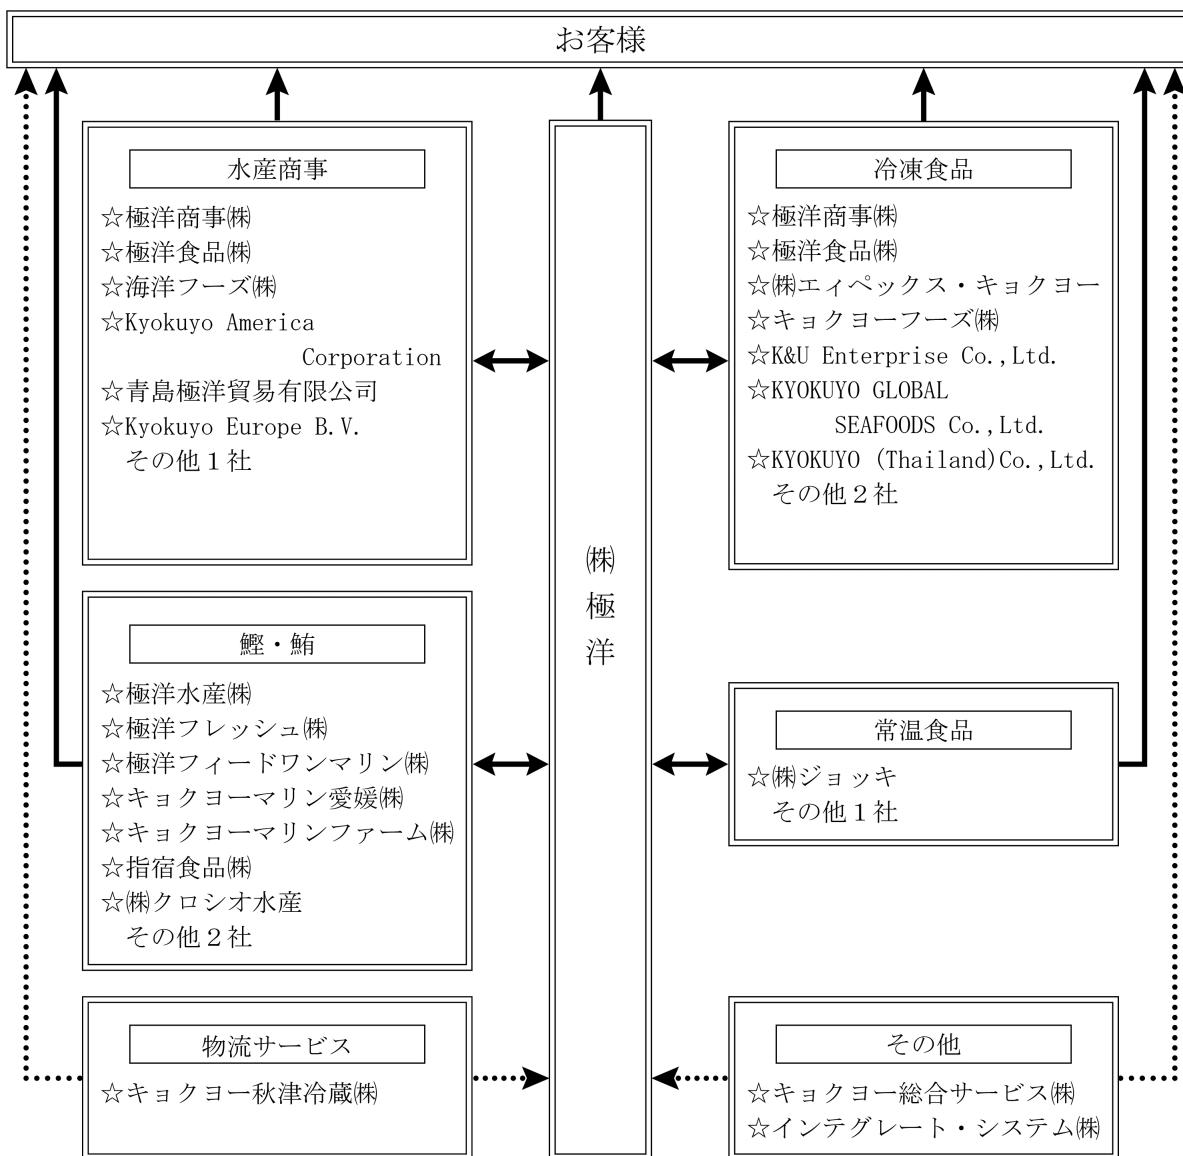 お客様
水産商事
☆極洋商事㈱
☆極洋食品㈱
☆海洋フーズ㈱
☆Kyokuyo America
Corporation
☆青島極洋貿易有限公司
☆Kyokuyo Europe B.V.
その他１社
鰹・鮪
☆極洋水産㈱
☆極洋フレッシュ㈱
☆極洋フィードワンマリン㈱
☆キョクヨーマリン愛媛㈱
☆キョクヨーマリンファーム㈱
☆指宿食品㈱
☆㈱クロシオ水産
その他２社
物流サービス
☆キョクヨー秋津冷蔵㈱
㈱極洋
冷凍食品
☆極洋商事㈱
☆極洋食品㈱
☆㈱エィペックス・キョクヨー
☆キョクヨーフーズ㈱
☆K&U Enterprise Co.,Ltd.
☆KYOKUYO GLOBAL
SEAFOODS Co.,Ltd.
☆KYOKUYO (Thailand)Co.,Ltd.
その他２社
常温食品
☆㈱ジョッキ
その他１社
その他
☆キョクヨー総合サービス㈱
☆インテグレート・システム㈱